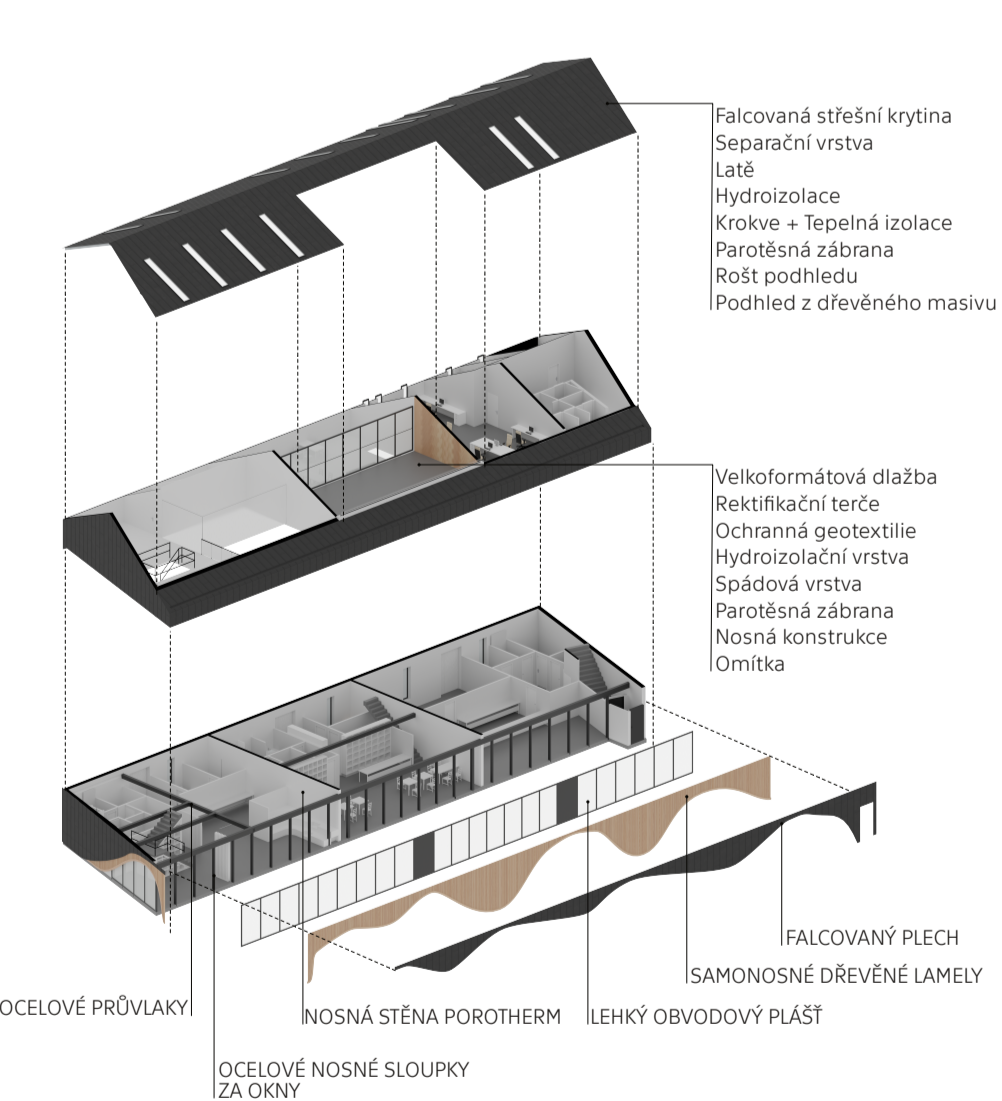 Falcovaná střešní krytina
Separační vrstva
Latě
Hydroizolace
Krokve + Tepelná izolace
Parotěsná zábrana
Rošt podhledu
Podhled z dřevěného masivu
Velkoformátová dlažba
Rektifikační terče
Ochranná geotextilie
Hydroizolační vrstva
Spádová vrstva
Parotěsná zábrana
Nosná konstrukce
Omítka
FALCOVANÝ PLECH
SAMONOSNÉ DŘEVĚNÉ LAMELY
OCELOVÉ PRŮVLAKY
NOSNÁ STĚNA POROTHERM
LEHKÝ OBVODOVÝ PLÁŠŤ
OCELOVÉ NOSNÉ SLOUPKY
ZA OKNY